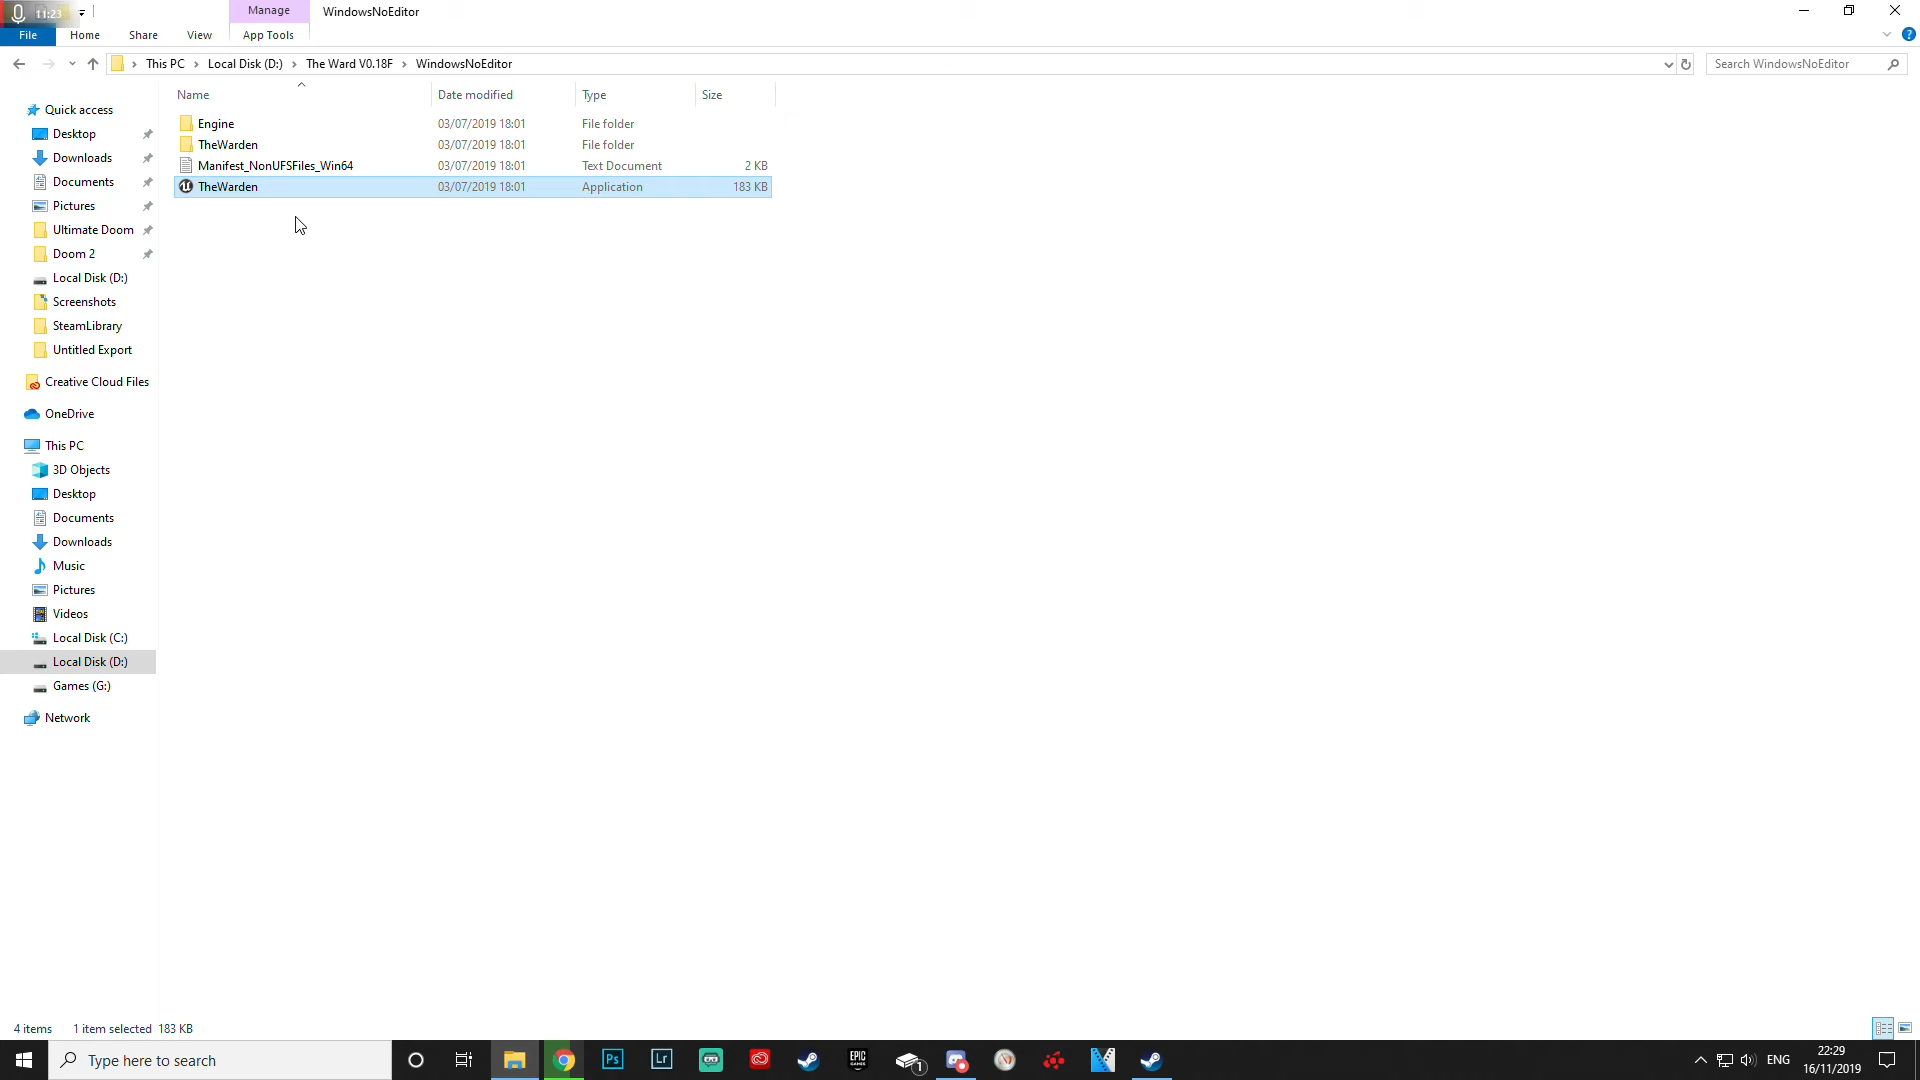 11:23
Manage
WindowsNoEditor
File
Home
Share
View
App Tools
This PC
Local Disk (D:)
The Ward V0.18F
WindowsNoEditor
Search WindowsNoEditor
Name
Date modified
Type
Size
Engine
03/07/2019 18:01
File folder
TheWarden
03/07/2019 18:01
File folder
Manifest_NonUFSFiles_Win64
03/07/2019 18:01
Text Document
2 KB
TheWarden
03/07/2019 18:01
Application
183 KB
Quick access
Desktop
Downloads
Documents
Pictures
Ultimate Doom
Doom 2
Local Disk (D:)
Screenshots
SteamLibrary
Untitled Export
Creative Cloud Files
OneDrive
This PC
3D Objects
Desktop
Documents
Downloads
Music
Pictures
Videos
Local Disk (C:)
Local Disk (D:)
Games (G:)
Network
4 items
1 item selected 183 KB
Type here to search
Ps
Lr
EPIC
GAMES
1
ENG
22:29
16/11/2019